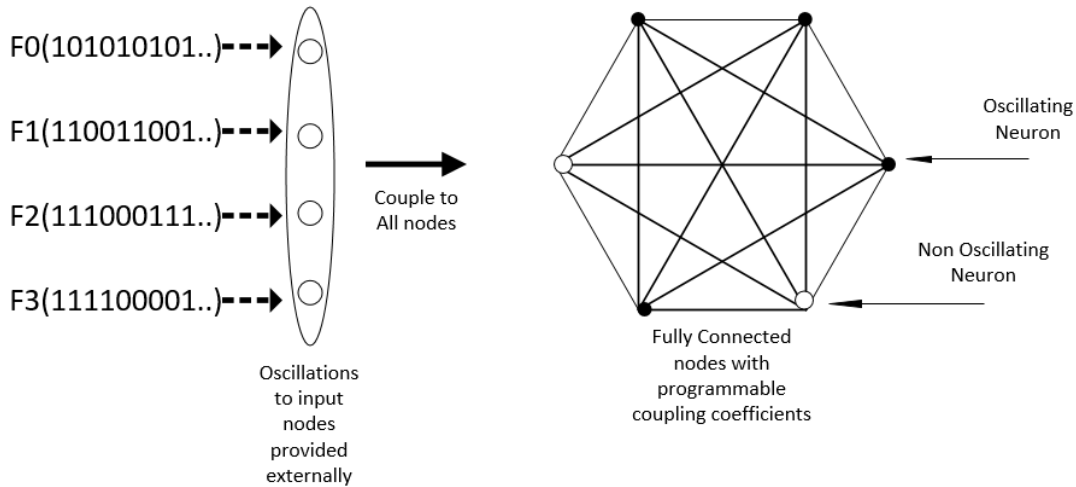 F0(101010101..)
F1(110011001..)
F2(111000111..)
F3(111100001..)
Oscillations
to input
nodes
provided
externally
Couple to
All nodes
Oscillating
Neuron
Non Oscillating
Neuron
Fully Connected
nodes with
programmable
coupling coefficients